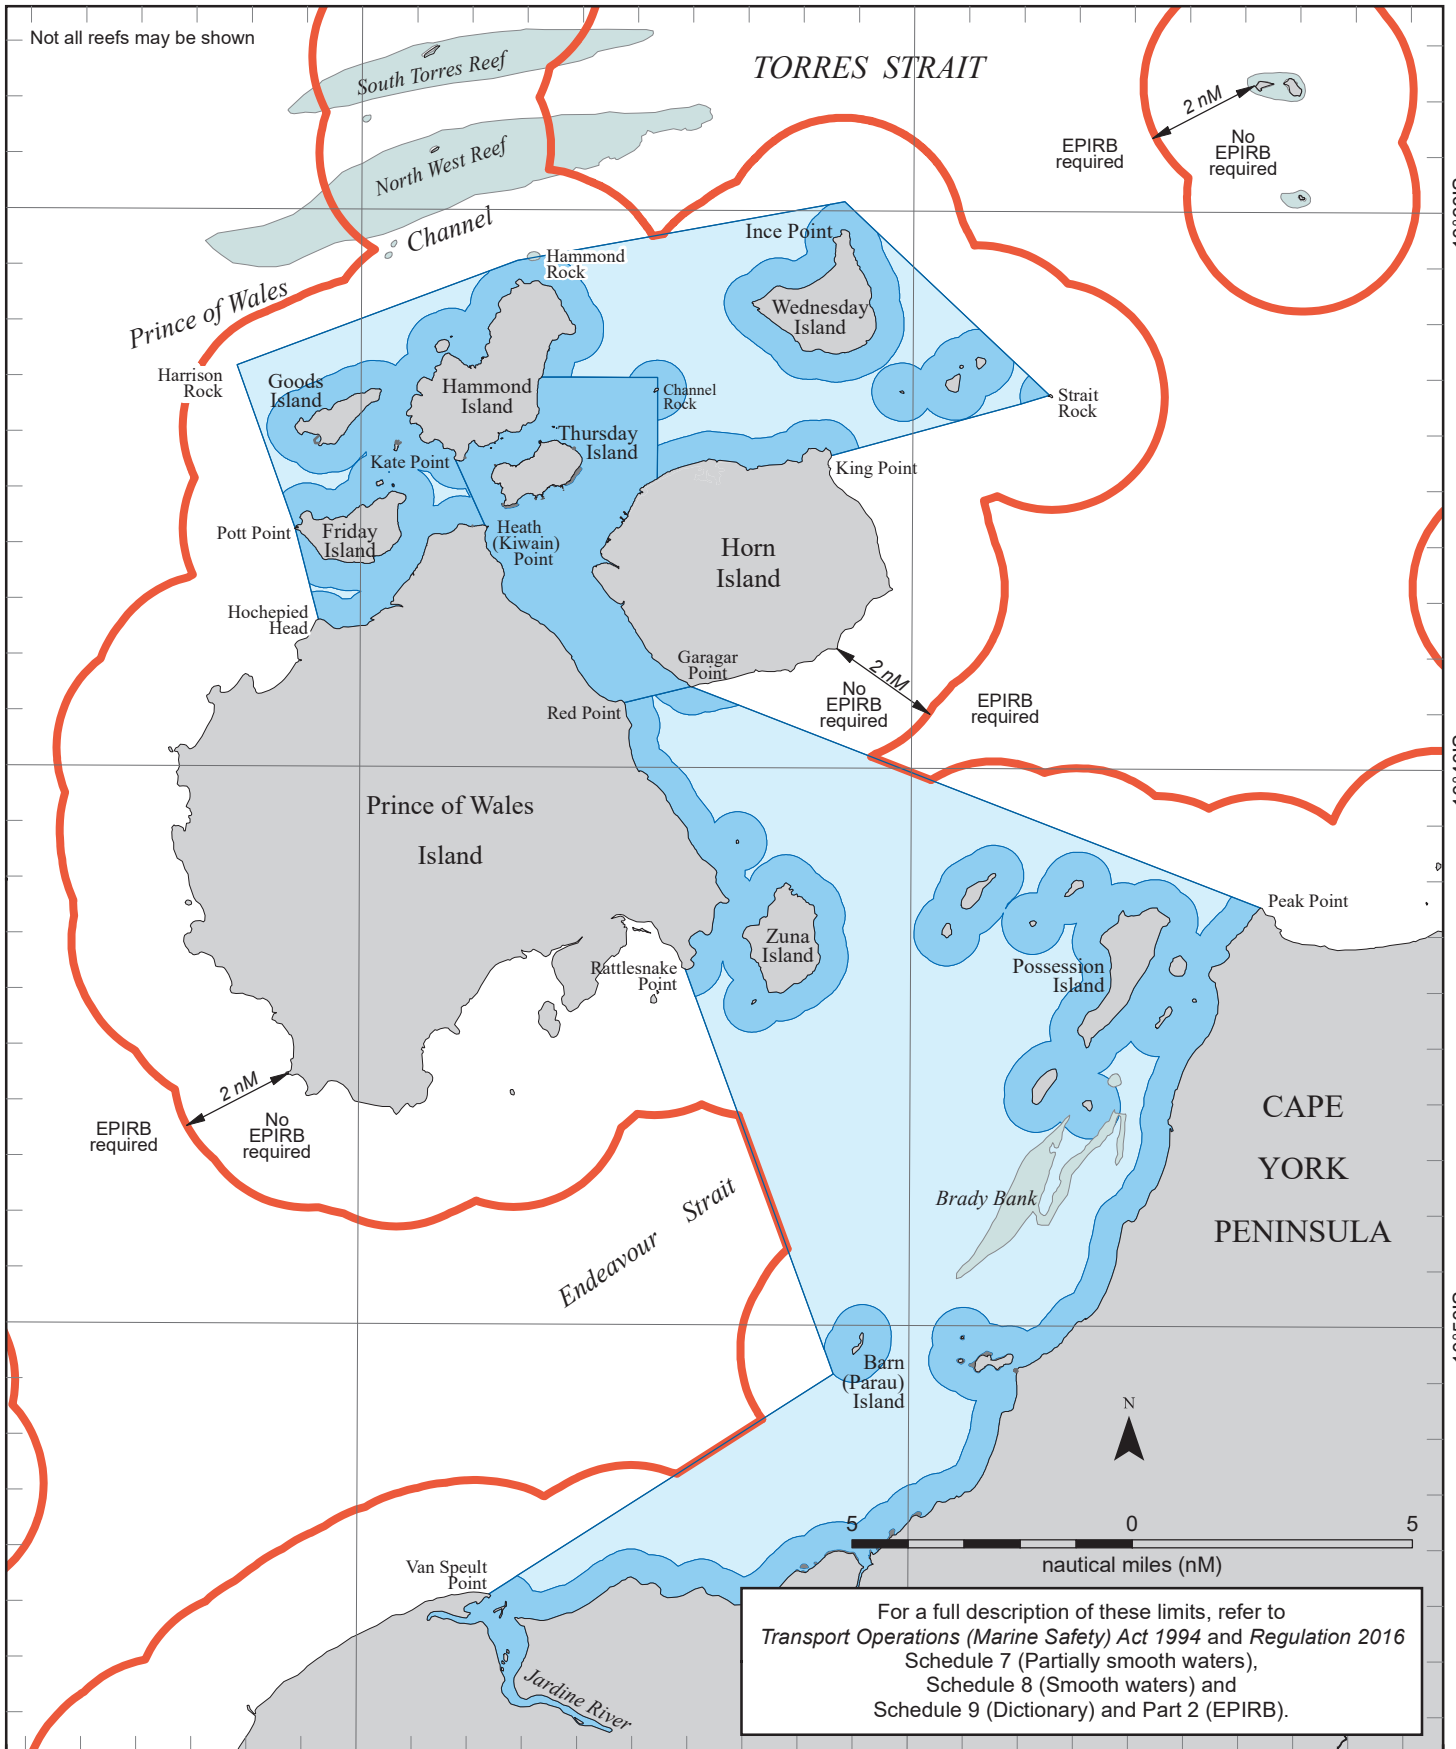 Not all reefs may be shown
South Torres Reef
TORRES STRAIT
2 nM
EPIRB
required
No
EPIRB
required
North West Reef
Channel
Prince of Wales
Ince Point
Hammond
Rock
Wednesday
Island
Harrison
Rock
Goods
Island
Hammond
Island
Channel
Rock
Strait
Rock
Thursday
Island
Kate Point
King Point
Pott Point
Friday
Island
Heath
(Kiwain)
Point
Horn
Island
Hochepied
Head
Garagar
Point
2 nM
No
EPIRB
required
EPIRB
required
Red Point
Prince of Wales
Island
Peak Point
Zuna
Island
Rattlesnake
Point
Possession
Island
2 nM
EPIRB
required
No
EPIRB
required
CAPE
YORK
PENINSULA
Brady Bank
Endeavour Strait
Barn
(Parau)
Island
N
5 0 5
nautical miles (nM)
Van Speult
Point
Jardine River
For a full description of these limits, refer to
Transport Operations (Marine Safety) Act 1994 and Regulation 2016
Schedule 7 (Partially smooth waters),
Schedule 8 (Smooth waters) and
Schedule 9 (Dictionary) and Part 2 (EPIRB).